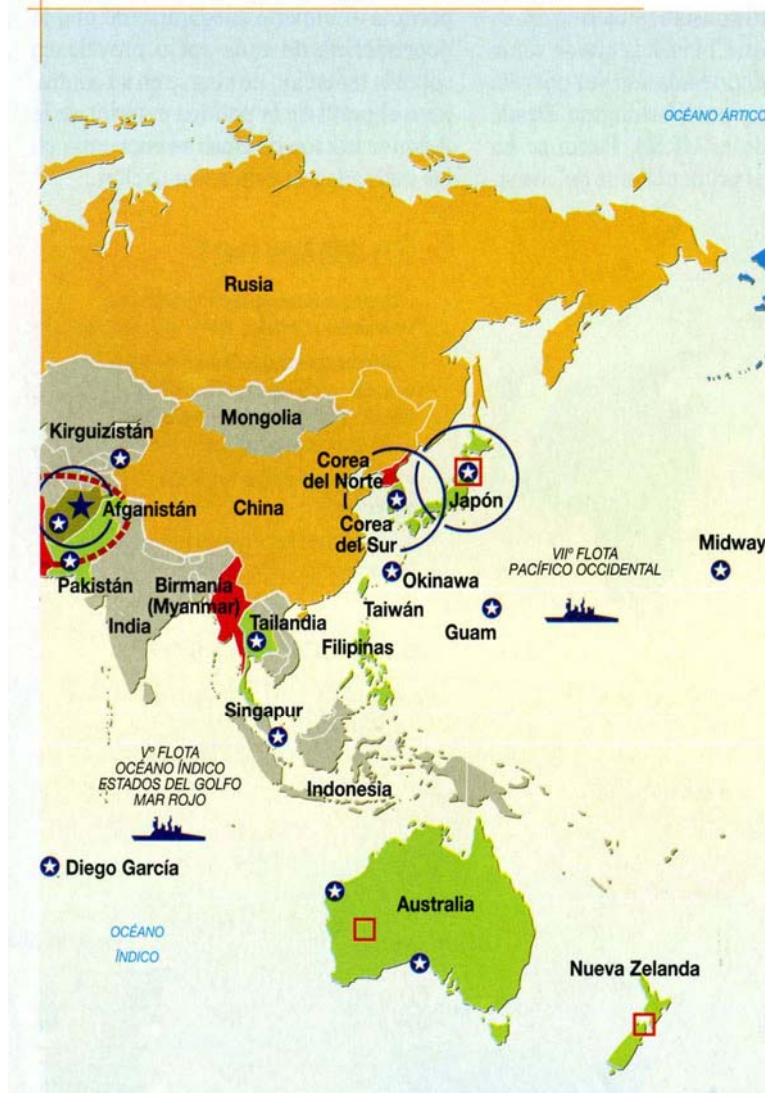 OCÉANO ÁRTICO
Rusia
Mongolia
Kirguizistán
Corea
del Norte
Afganistán
China
Japón
Corea
del Sur
VIIº FLOTA
PACÍFICO OCCIDENTAL
Midway
Pakistán
Birmania
(Myanmar)
Okinawa
India
Tailandia
Taiwán
Guam
Filipinas
Singapur
Vº FLOTA
OCÉANO ÍNDICO
ESTADOS DEL GOLFO
MAR ROJO
Indonesia
Diego García
Australia
OCÉANO
ÍNDICO
Nueva Zelanda